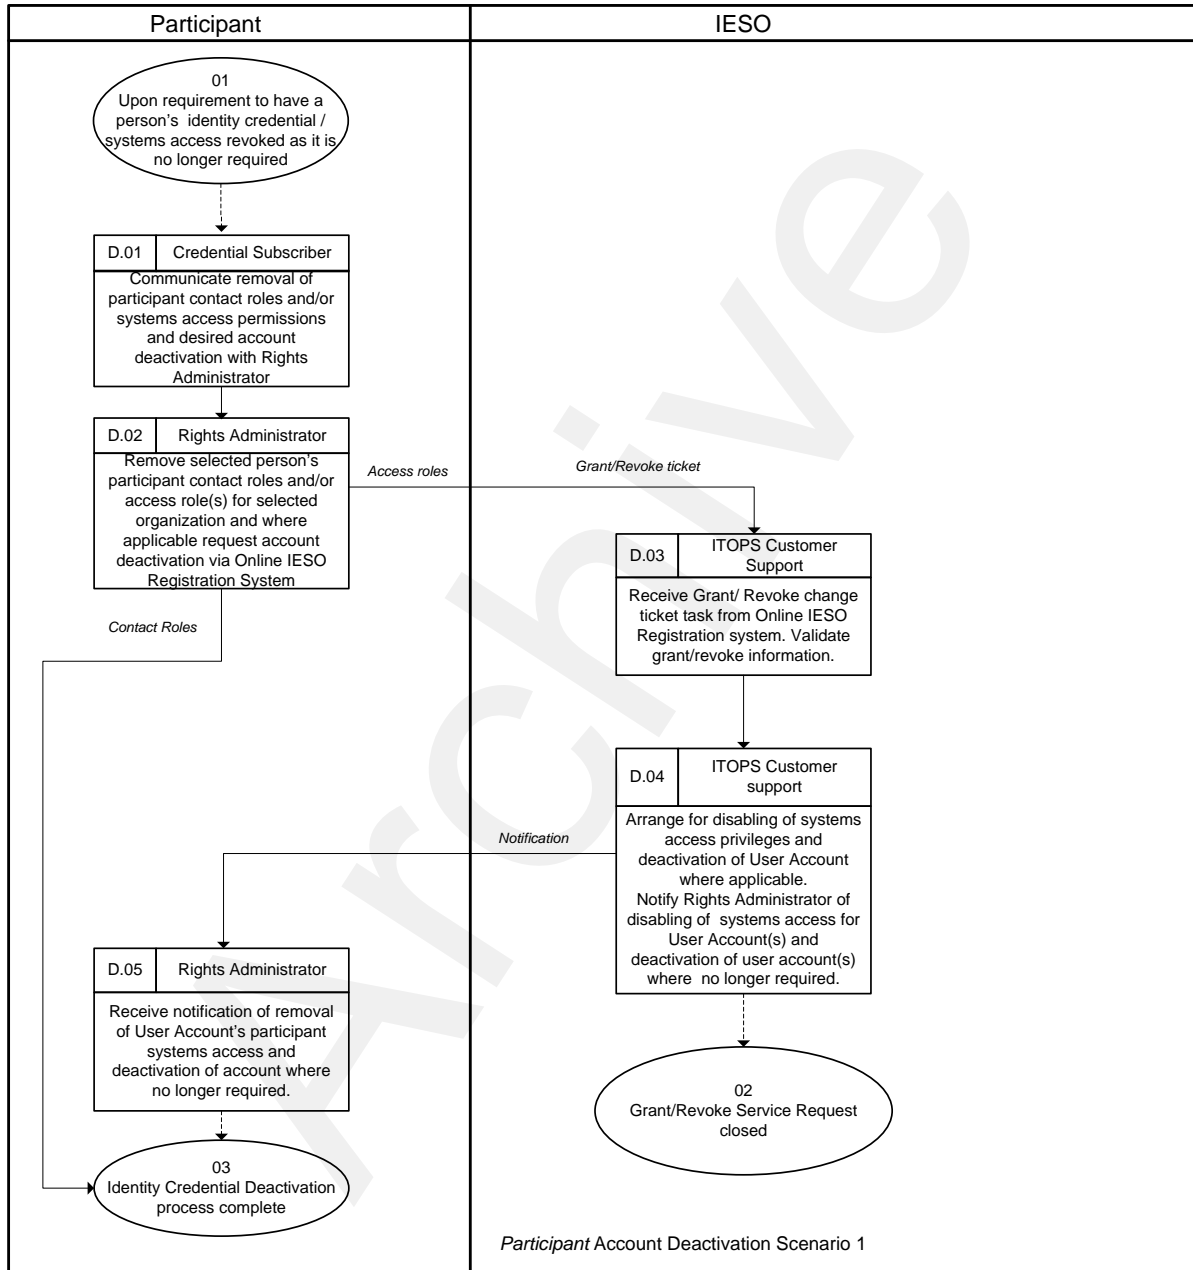 Participant
IESO
01
Upon requirement to have a
person's identity credential /
systems access revoked as it is
no longer required
D.01
Credential Subscriber
Communicate removal of
participant contact roles and/or
systems access permissions
and desired account
deactivation with Rights
Administrator
D.02
Rights Administrator
Remove selected person's
participant contact roles and/or
access role(s) for selected
organization and where
applicable request account
deactivation via Online IESO
Registration System
Access roles
Grant/Revoke ticket
Contact Roles
D.03
ITOPS Customer
Support
Receive Grant/ Revoke change
ticket task from Online IESO
Registration system. Validate
grant/revoke information.
D.04
ITOPS Customer
support
Arrange for disabling of systems
access privileges and
deactivation of User Account
where applicable.
Notify Rights Administrator of
disabling of systems access for
User Account(s) and
deactivation of user account(s)
where no longer required.
Notification
D.05
Rights Administrator
Receive notification of removal
of User Account's participant
systems access and
deactivation of account where
no longer required.
02
Grant/Revoke Service Request
closed
03
Identity Credential Deactivation
process complete
Participant Account Deactivation Scenario 1
Archive